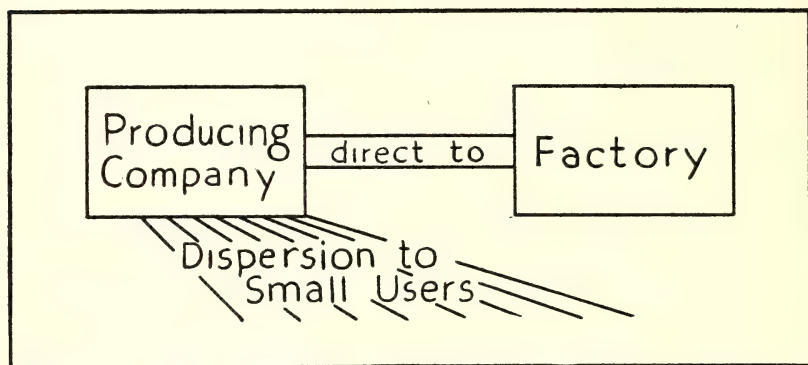 Producing
Company
direct to
Factory
Dispersion to
Small Users